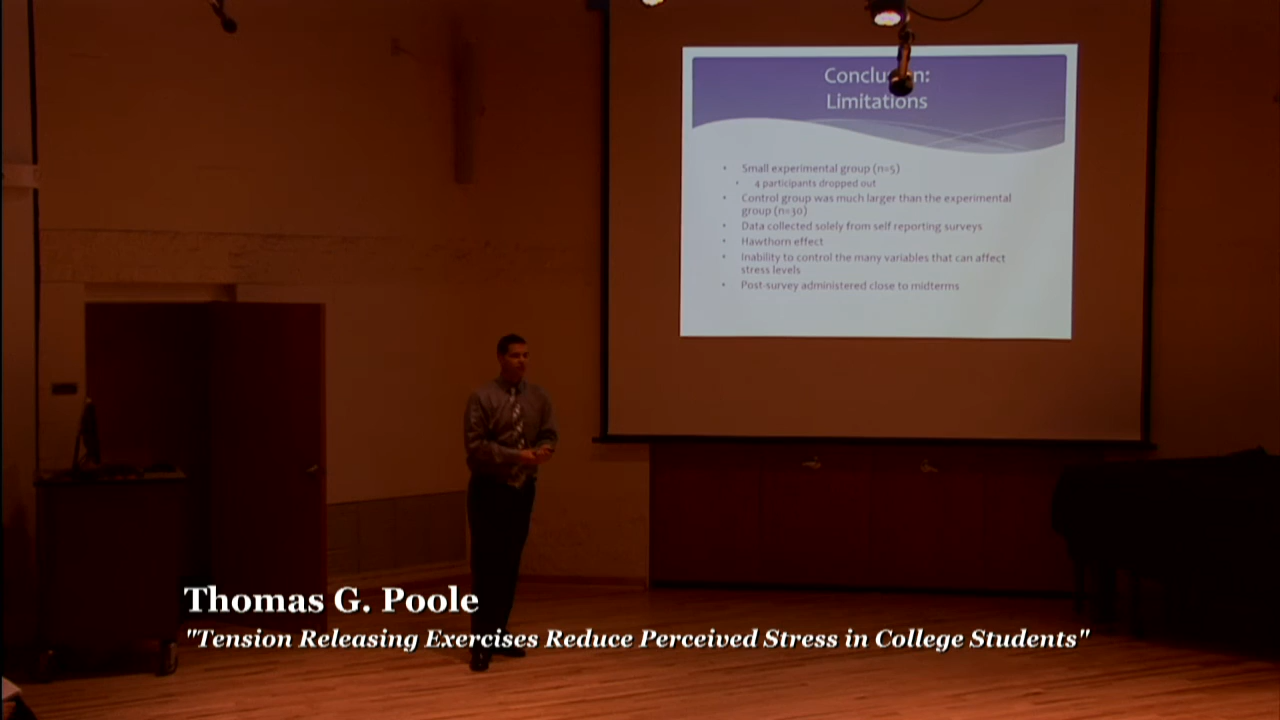 Conclusion:
Limitations
• Small experimental group (n=5)
• 4 participants dropped out
• Control group was much larger than the experimental
group (n=30)
• Data collected solely from self reporting surveys
• Hawthorn effect
• Inability to control the many variables that can affect
stress levels
• Post-survey administered close to midterms
Thomas G. Poole
"Tension Releasing Exercises Reduce Perceived Stress in College Students"